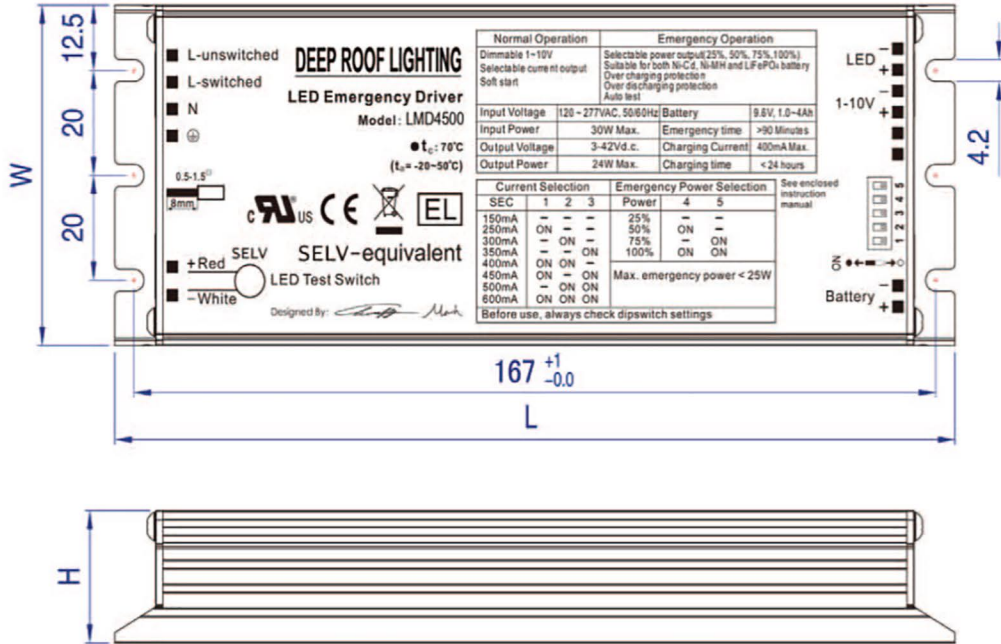 12.5
20
20
W
L-unswitched
L-switched
N
0.5-1.5
8mm
DEEP ROOF LIGHTING
LED Emergency Driver
Model: LMD4500
tc: 70°C
(ta= -20~50°C)
c RU US CE EL
SELV-equivalent
+Red
SELV
LED Test Switch
-White
Designed By:
Normal Operation Emergency Operation
Dimmable 1~10V
Selectable current output
Soft start
Selectable power output(25%, 50%, 75%,100%)
Suitable for both Ni-Cd, Ni-MH and LiFePO4 battery
Over charging protection
Over discharging protection
Auto test
Input Voltage 120 ~ 277VAC, 50/60Hz Battery 9.6V, 1.0~4Ah
Input Power 30W Max. Emergency time >90 Minutes
Output Voltage 3-42Vd.c. Charging Current 400mA Max.
Output Power 24W Max. Charging time < 24 hours
Current Selection Emergency Power Selection
SEC 1 2 3 Power 4 5
150mA – – – 25% – –
250mA ON – – 50% ON –
300mA – ON – 75% – ON
350mA – – ON 100% ON ON
400mA ON ON –
450mA ON – ON
500mA – ON ON
600mA ON ON ON
Max. emergency power < 25W
Before use, always check dipswitch settings
See enclosed
instruction
manual
LED
–
+
1-10V
–
+
5
4
3
2
1
ON
Battery
–
+
4.2
167 +1 -0.0
L
H